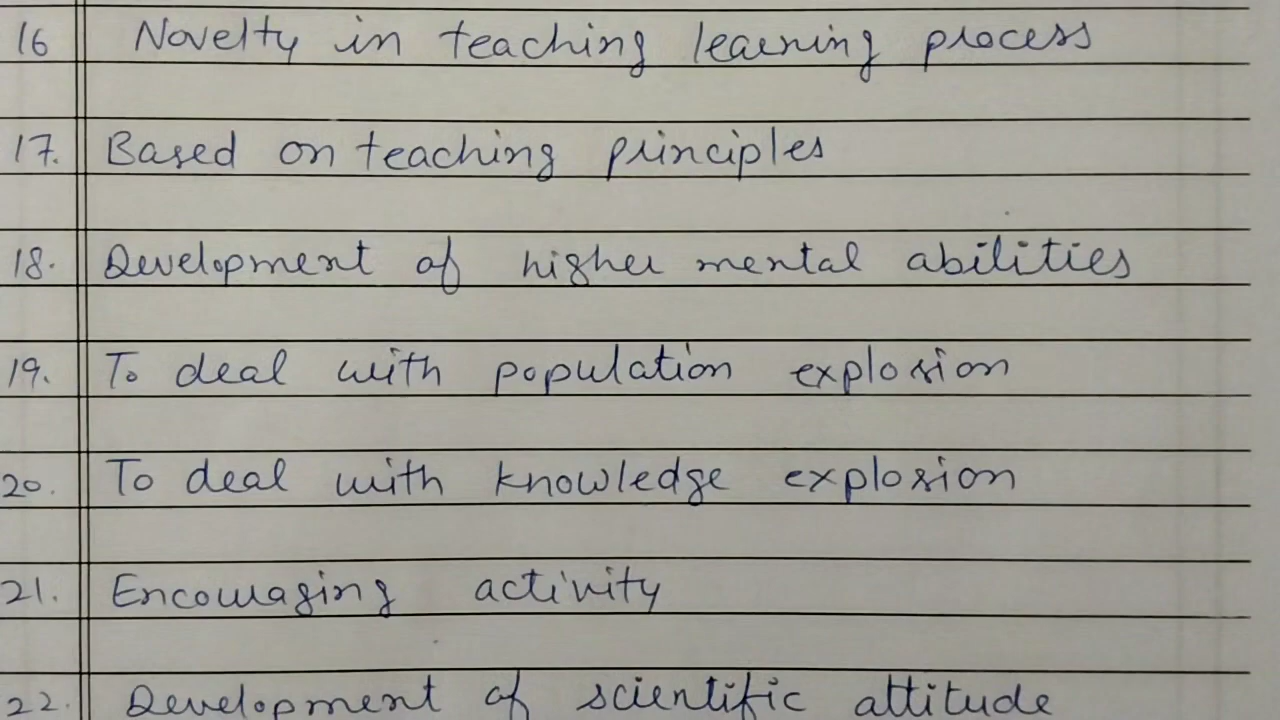 16 Novelty in teaching learning process
17. Based on teaching principles
18. Development of higher mental abilities
19. To deal with population explosion
20. To deal with knowledge explosion
21. Encouraging activity
22. Development of scientific attitude